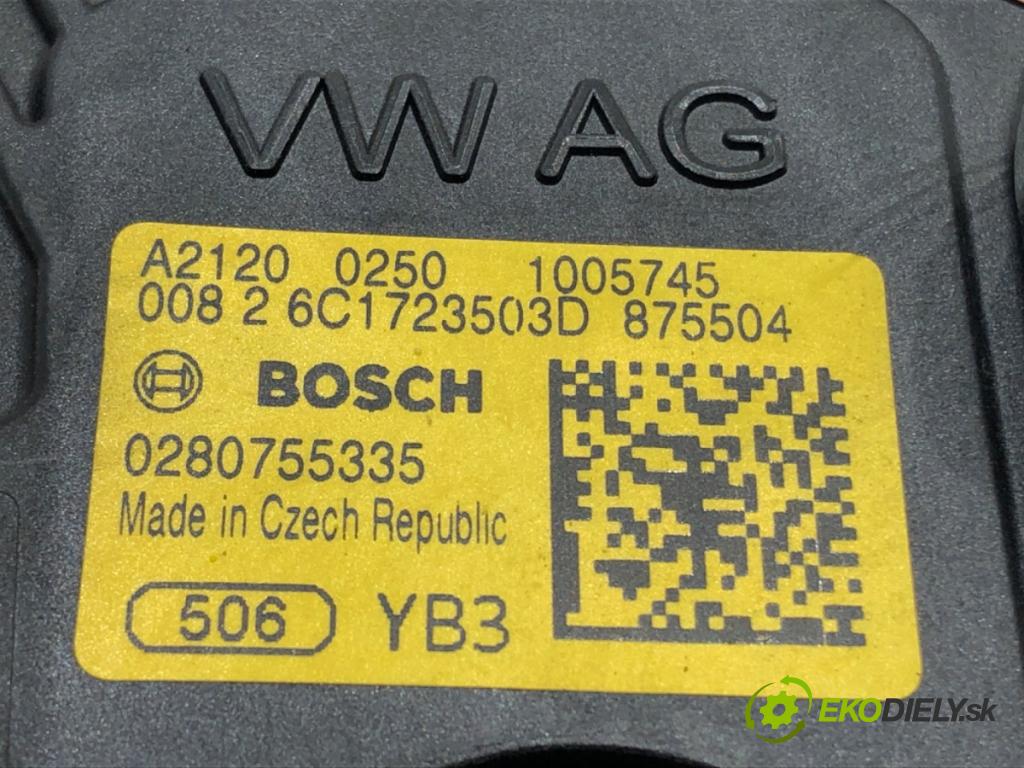 VW AG
A2120 0250 1005745
008 2 6C1723503D 875504
BOSCH
0280755335
Made in Czech Republic
506 YB3
EKODIELY.sk